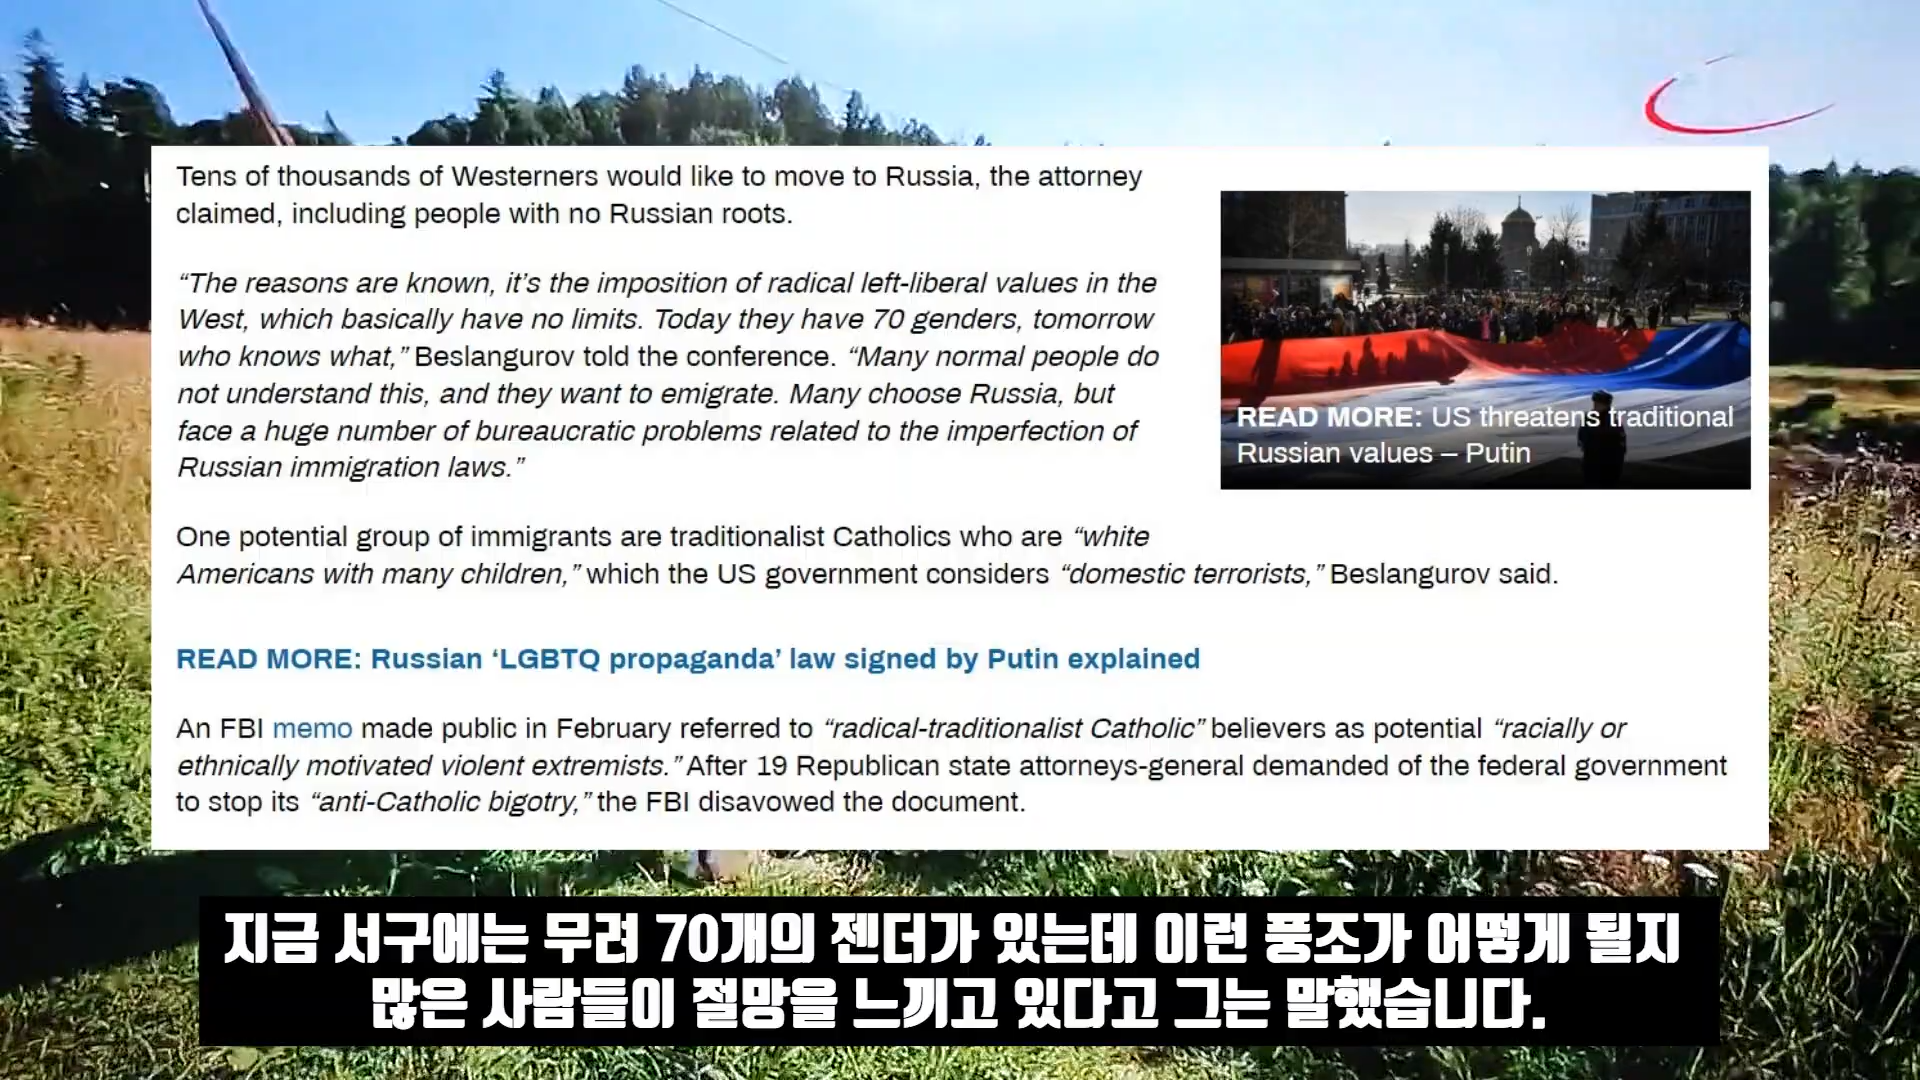 Tens of thousands of Westerners would like to move to Russia, the attorney
claimed, including people with no Russian roots.
“The reasons are known, it’s the imposition of radical left-liberal values in the
West, which basically have no limits. Today they have 70 genders, tomorrow
who knows what,” Beslangurov told the conference. “Many normal people do
not understand this, and they want to emigrate. Many choose Russia, but
face a huge number of bureaucratic problems related to the imperfection of
Russian immigration laws.”
READ MORE: US threatens traditional
Russian values – Putin
One potential group of immigrants are traditionalist Catholics who are “white
Americans with many children,” which the US government considers “domestic terrorists,” Beslangurov said.
READ MORE: Russian ‘LGBTQ propaganda’ law signed by Putin explained
An FBI memo made public in February referred to “radical-traditionalist Catholic” believers as potential “racially or
ethnically motivated violent extremists.” After 19 Republican state attorneys-general demanded of the federal government
to stop its “anti-Catholic bigotry,” the FBI disavowed the document.
지금 서구에는 무려 70개의 젠더가 있는데 이런 풍조가 어떻게 될지
많은 사람들이 절망을 느끼고 있다고 그는 말했습니다.